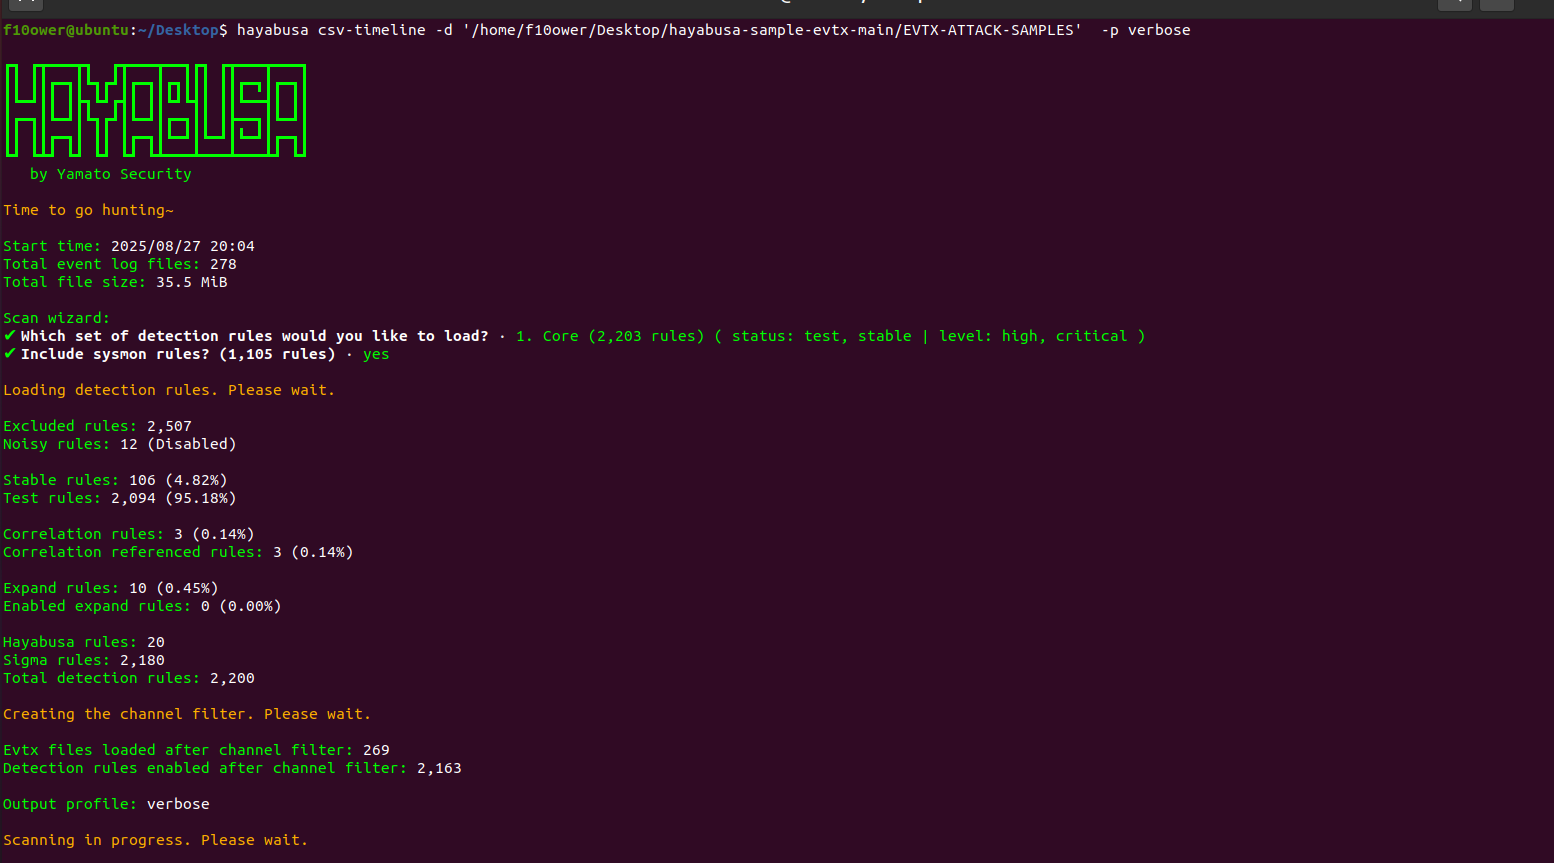 f10ower@ubuntu:~/Desktop$ hayabusa csv-timeline -d '/home/f10ower/Desktop/hayabusa-sample-evtx-main/EVTX-ATTACK-SAMPLES'  -p verbose
HAYABUSA
by Yamato Security
Time to go hunting~
Start time: 2025/08/27 20:04
Total event log files: 278
Total file size: 35.5 MiB
Scan wizard:
✔ Which set of detection rules would you like to load? · 1. Core (2,203 rules) ( status: test, stable | level: high, critical )
✔ Include sysmon rules? (1,105 rules) · yes
Loading detection rules. Please wait.
Excluded rules: 2,507
Noisy rules: 12 (Disabled)
Stable rules: 106 (4.82%)
Test rules: 2,094 (95.18%)
Correlation rules: 3 (0.14%)
Correlation referenced rules: 3 (0.14%)
Expand rules: 10 (0.45%)
Enabled expand rules: 0 (0.00%)
Hayabusa rules: 20
Sigma rules: 2,180
Total detection rules: 2,200
Creating the channel filter. Please wait.
Evtx files loaded after channel filter: 269
Detection rules enabled after channel filter: 2,163
Output profile: verbose
Scanning in progress. Please wait.